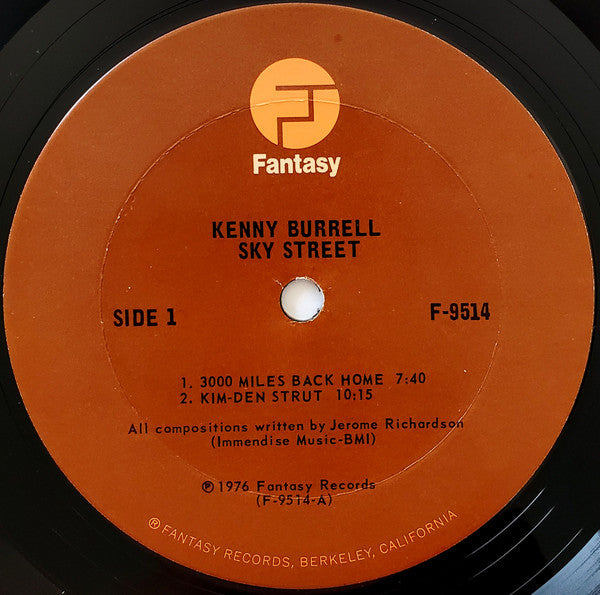 Fantasy
KENNY BURRELL
SKY STREET
SIDE 1
F-9514
1. 3000 MILES BACK HOME 7:40
2. KIM-DEN STRUT 10:15
All compositions written by Jerome Richardson
(Immendise Music-BMI)
℗ 1976 Fantasy Records
(F-9514-A)
® FANTASY RECORDS, BERKELEY, CALIFORNIA